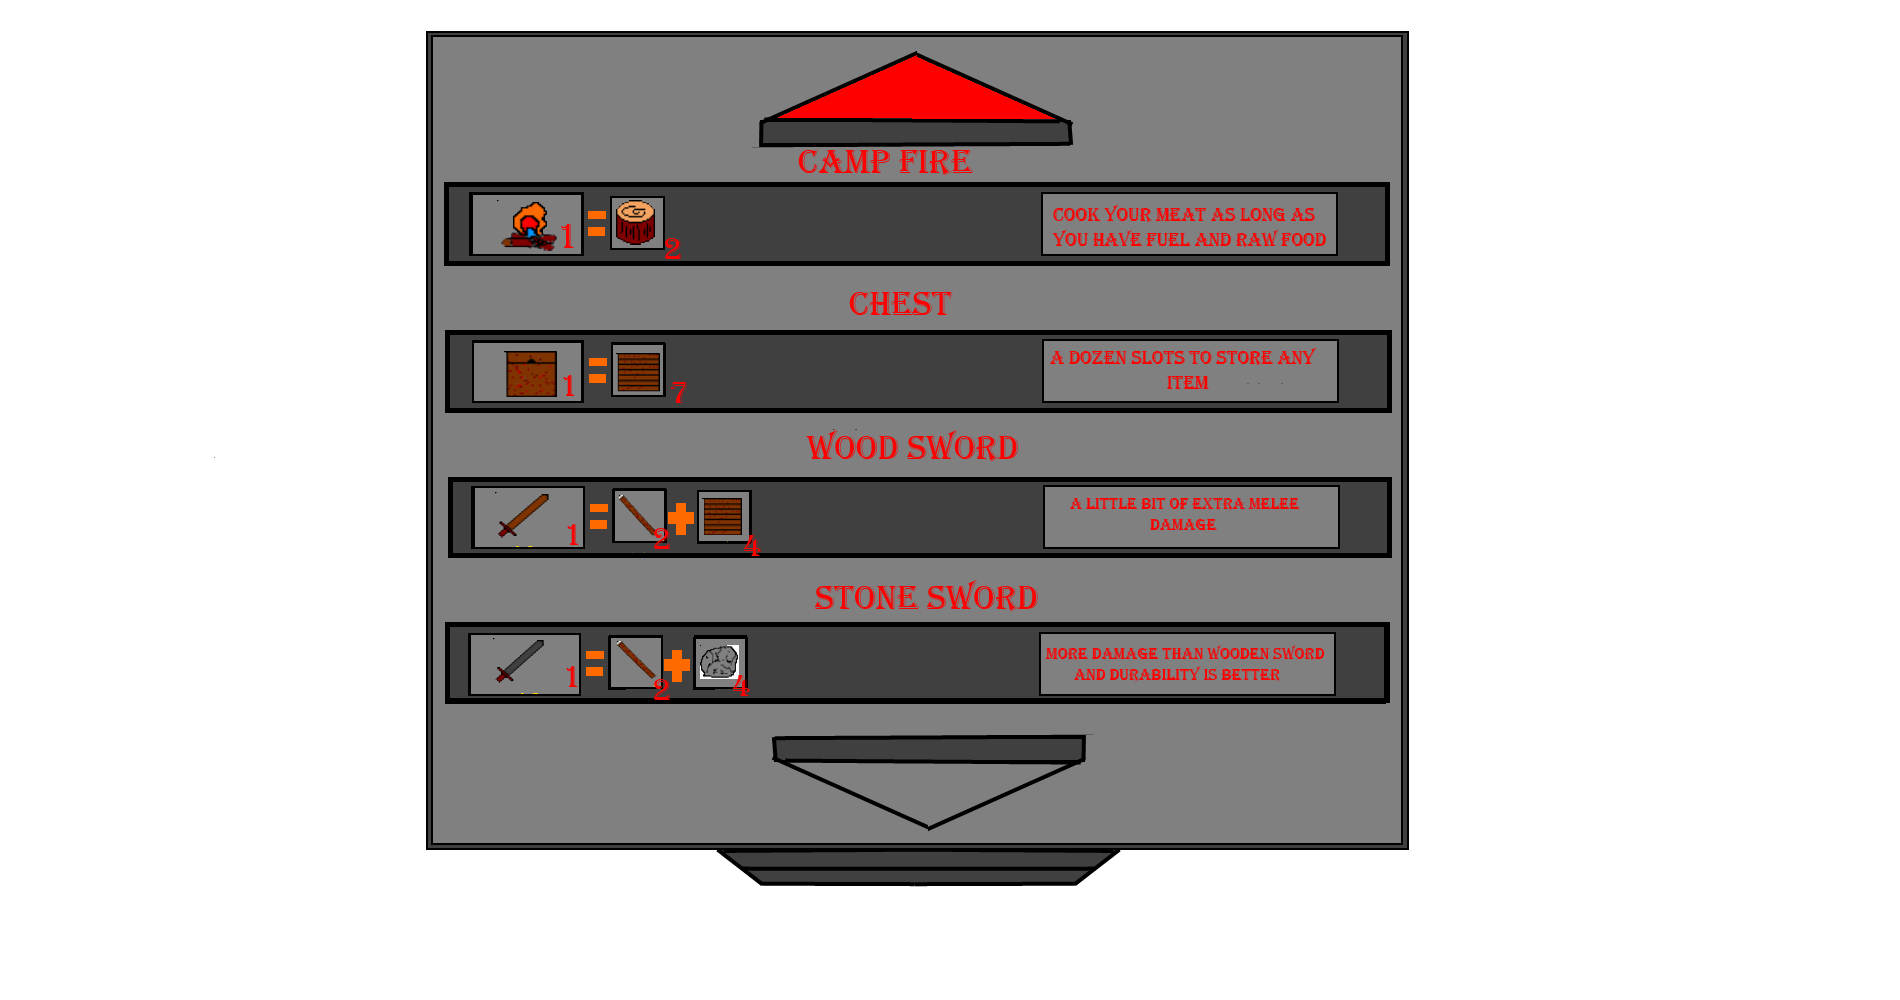 CAMP FIRE
1 = 2
COOK YOUR MEAT AS LONG AS
YOU HAVE FUEL AND RAW FOOD
CHEST
1 = 7
A DOZEN SLOTS TO STORE ANY
ITEM
WOOD SWORD
1 = 2 + 4
A LITTLE BIT OF EXTRA MELEE
DAMAGE
STONE SWORD
1 = 2 + 4
MORE DAMAGE THAN WOODEN SWORD
AND DURABILITY IS BETTER